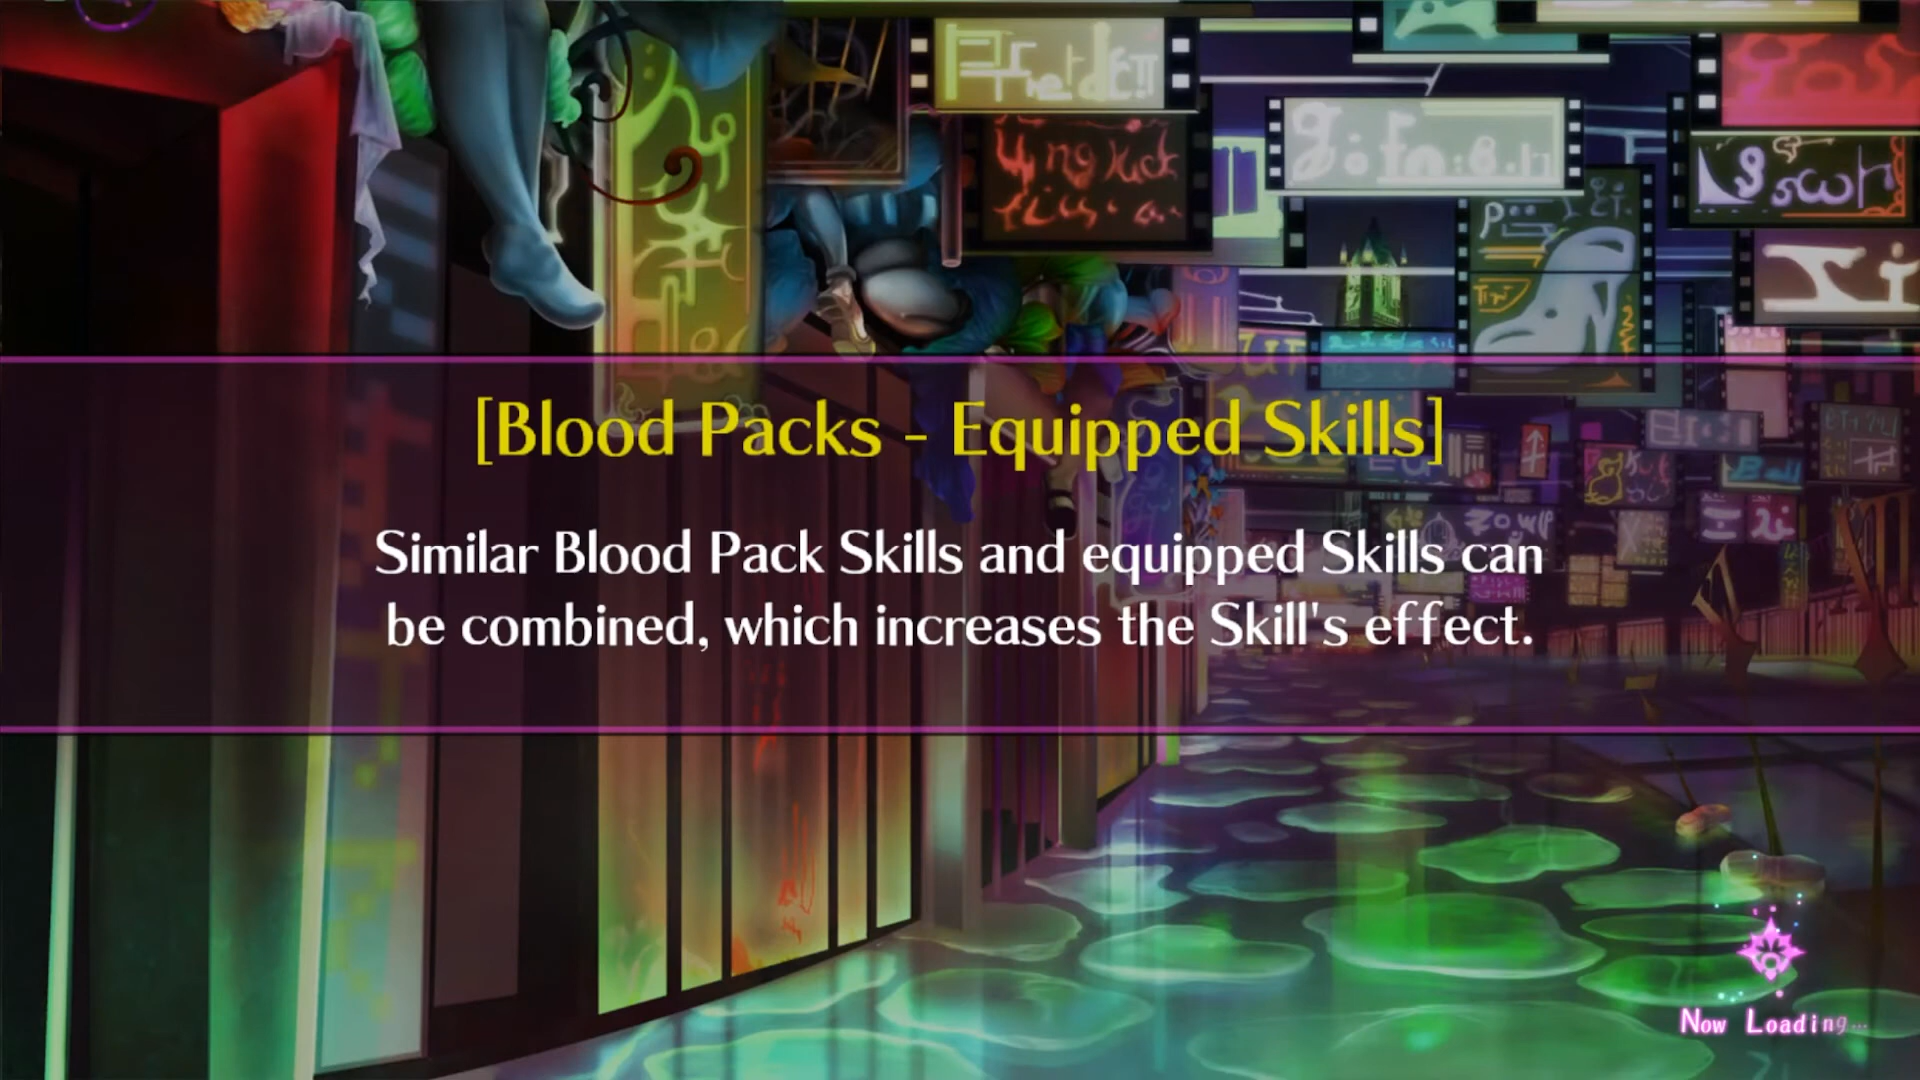 [Blood Packs - Equipped Skills]
Similar Blood Pack Skills and equipped Skills can
be combined, which increases the Skill's effect.
Now Loading...